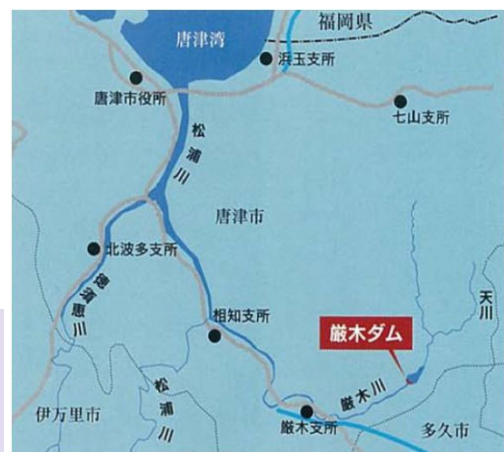 福岡県
唐津湾
浜玉支所
唐津市役所
七山支所
松浦川
唐津市
北波多支所
徳須恵川
天川
相知支所
厳木ダム
松浦川
厳木川
伊万里市
厳木支所
多久市